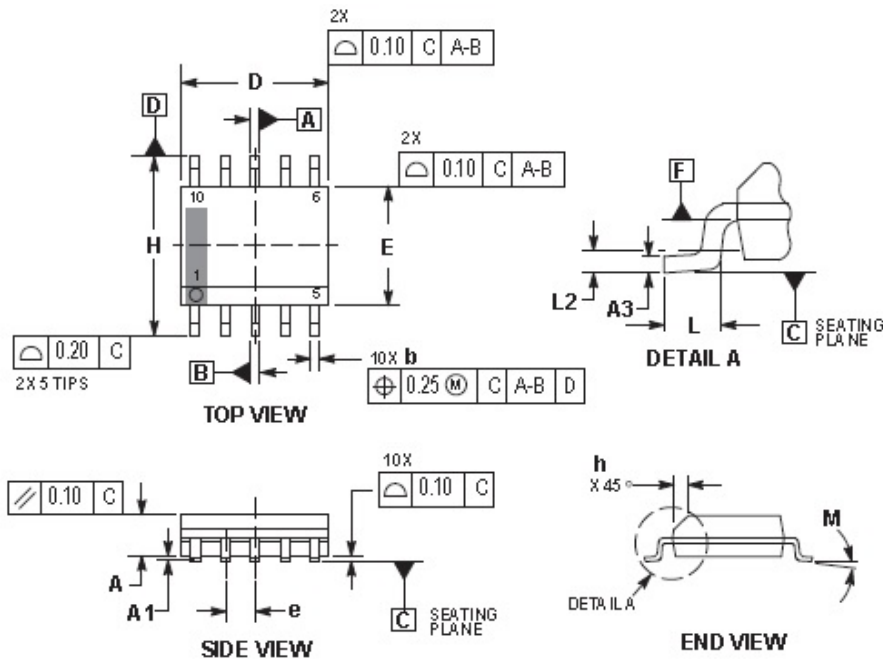 2X
0.10 C A-B
D
D
A
2X
0.10 C A-B
10 6
H
E
1
5
0.20 C
2X 5 TIPS
B
10X b
0.25 M C A-B D
TOP VIEW
F
L2
A3
L
C SEATING PLANE
DETAIL A
0.10 C
10X
0.10 C
A
A1
e
C SEATING PLANE
SIDE VIEW
h
X 45°
M
DETAIL A
END VIEW